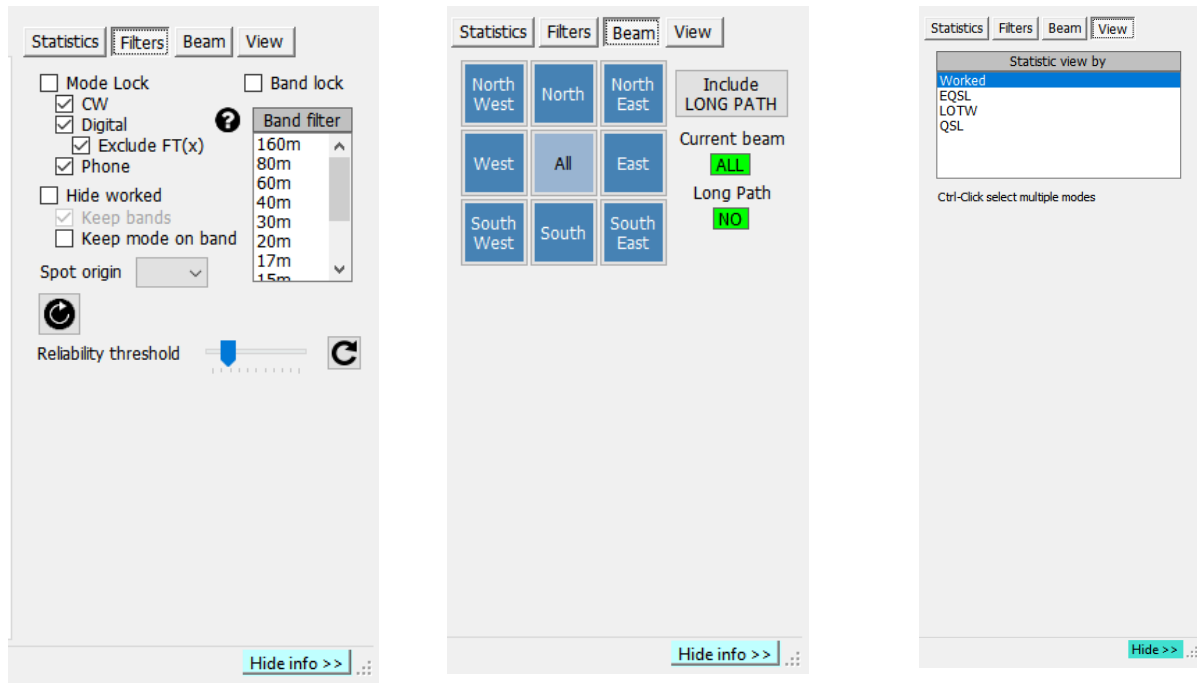 Statistics Filters Beam View
Mode Lock
Band lock
CW
Digital
Exclude FT(x)
Phone
Band filter
160m
80m
60m
40m
30m
20m
17m
15m
Hide worked
Keep bands
Keep mode on band
Spot origin
Reliability threshold
Hide info >>
Statistics Filters Beam View
North West
North
North East
West
All
East
South West
South
South East
Include
LONG PATH
Current beam
ALL
Long Path
NO
Hide info >>
Statistics Filters Beam View
Statistic view by
Worked
EQSL
LOTW
QSL
Ctrl-Click select multiple modes
Hide >>